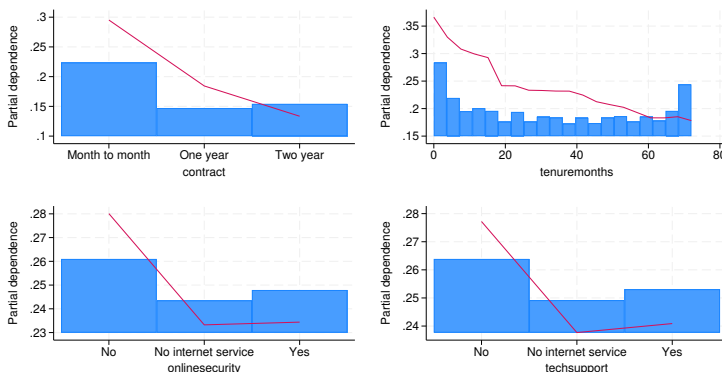 Partial dependence
.3
.25
.2
.15
.1
Month to month One year Two year
contract
Partial dependence
.35
.3
.25
.2
.15
0 20 40 60 80
tenuremonths
Partial dependence
.28
.27
.26
.25
.24
.23
No No internet service Yes
onlinesecurity
Partial dependence
.28
.27
.26
.25
.24
No No internet service Yes
techsupport